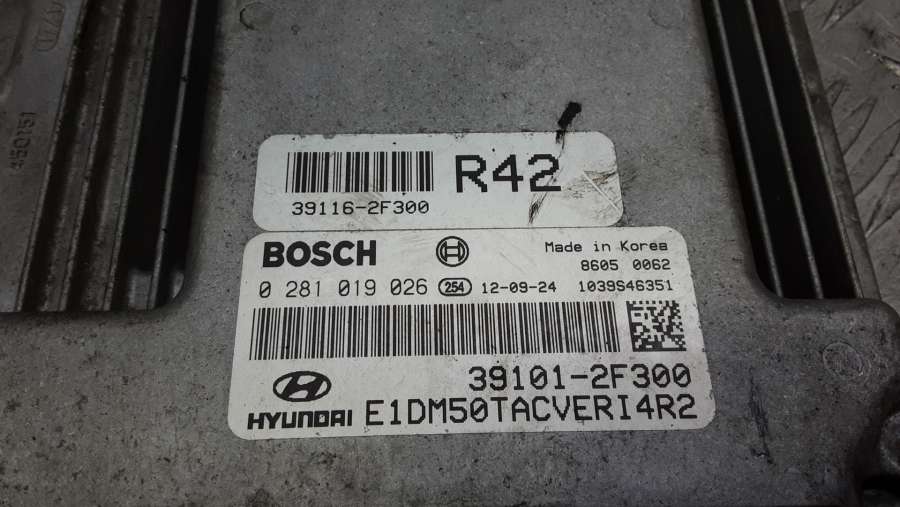 R42
39116-2F300
BOSCH
Made in Korea
8605 0062
0 281 019 026 254 12-09-24 1039S46351
39101-2F300
HYUNDAI E1DM50TACVERI4R2